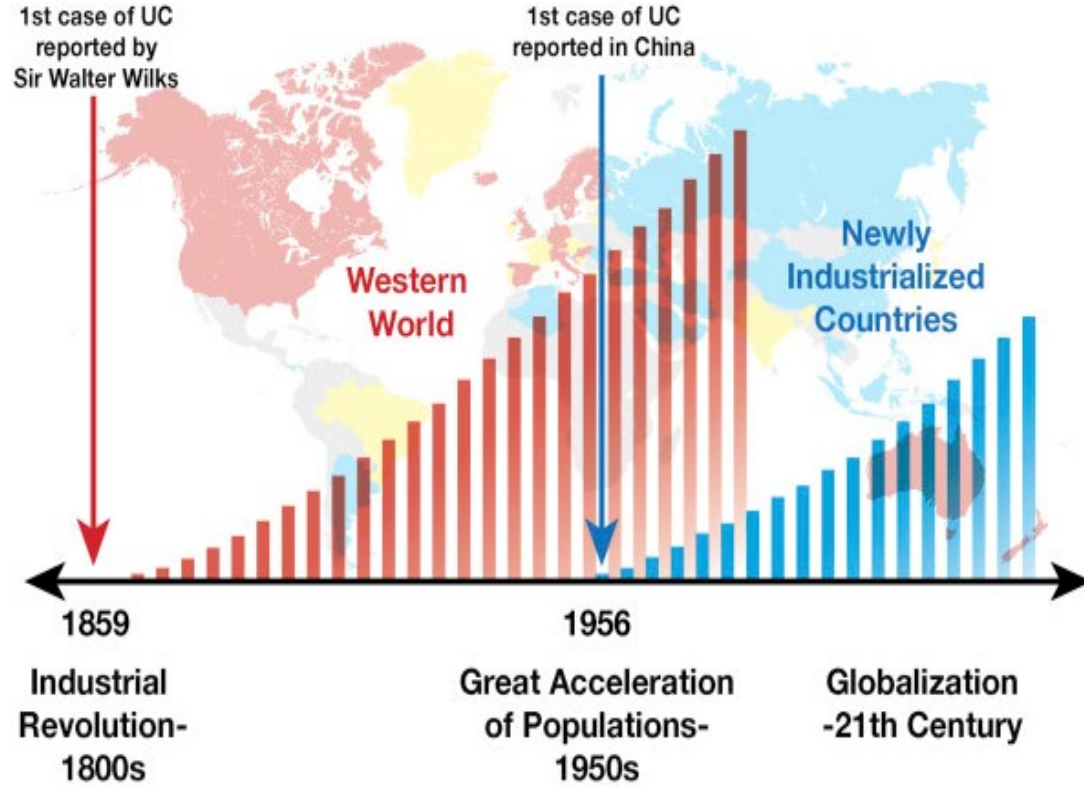 1st case of UC
reported by
Sir Walter Wilks
1st case of UC
reported in China
Western
World
Newly
Industrialized
Countries
1859
1956
Industrial
Revolution-
1800s
Great Acceleration
of Populations-
1950s
Globalization
-21th Century